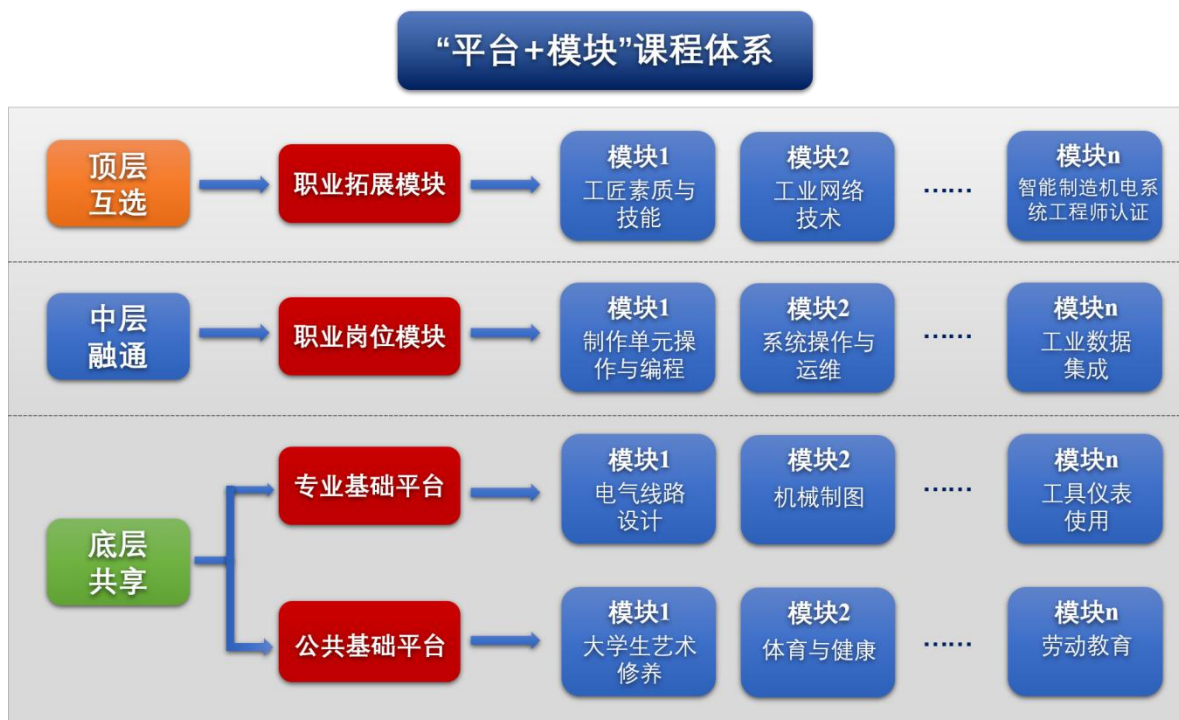 “平台+模块”课程体系
顶层
互选
职业拓展模块
模块1
工匠素质与
技能
模块2
工业网络
技术
……
模块n
智能制造机电系
统工程师认证
中层
融通
职业岗位模块
模块1
制作单元操
作与编程
模块2
系统操作与
运维
……
模块n
工业数据
集成
底层
共享
专业基础平台
模块1
电气线路
设计
模块2
机械制图
……
模块n
工具仪表
使用
公共基础平台
模块1
大学生艺术
修养
模块2
体育与健康
……
模块n
劳动教育